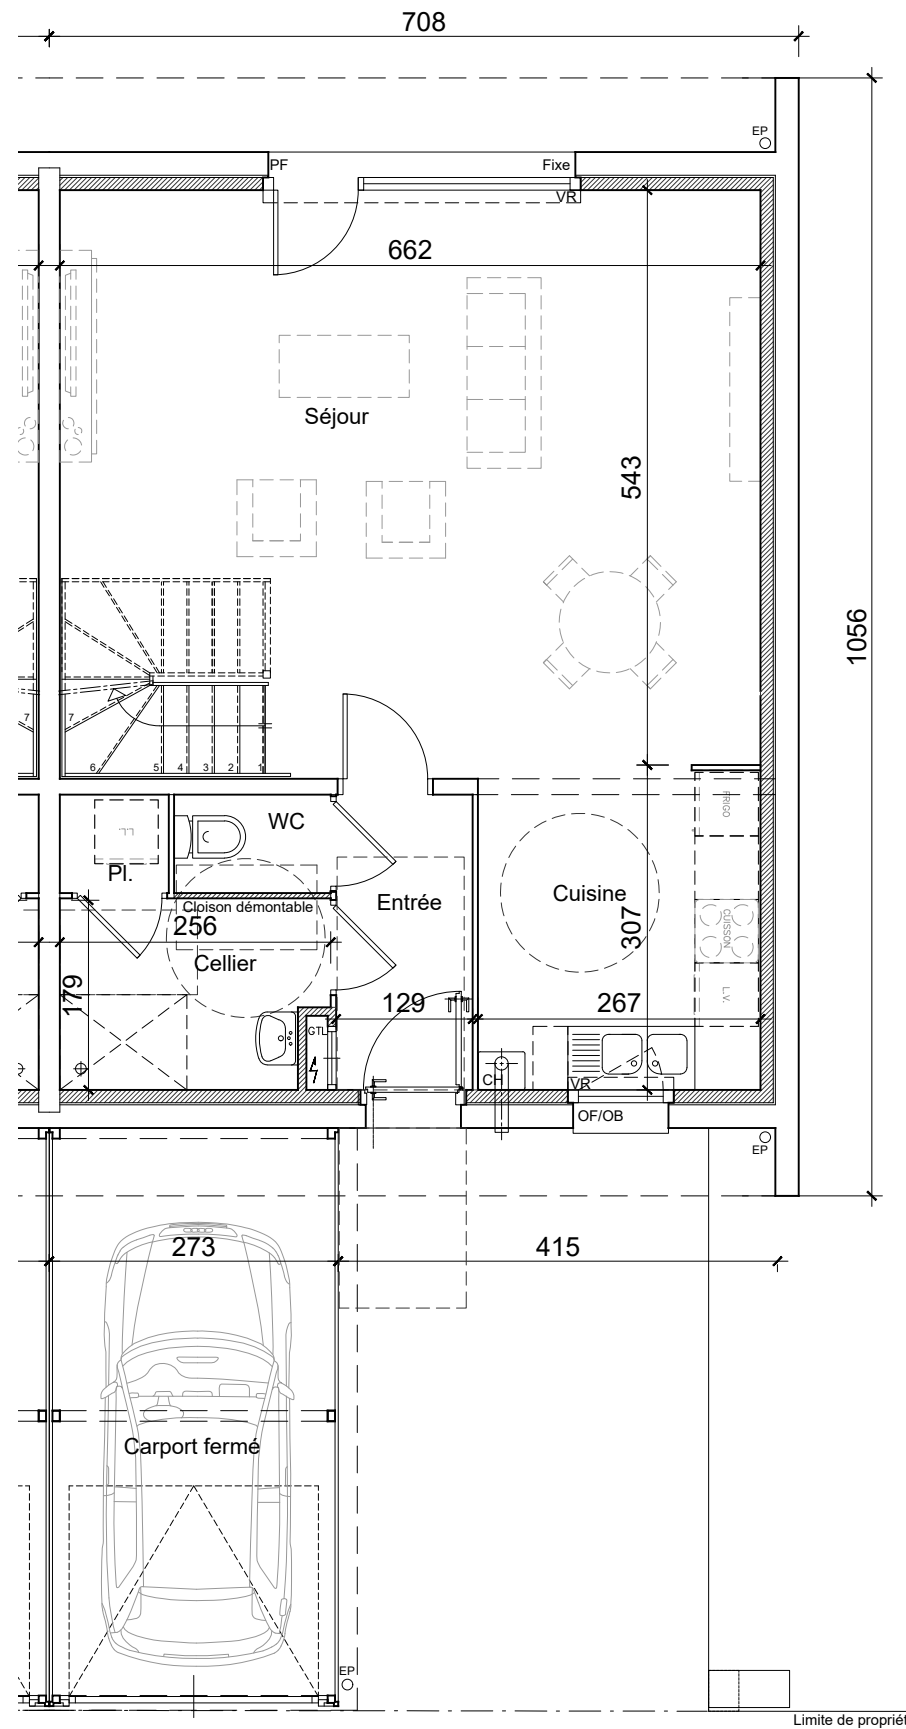 708
EP
PF
Fixe
VR
662
Séjour
543
1056
7
7
6
5
4
3
2
1
FRIGO
L.L.
WC
Pl.
Entrée
Cuisine
Cloison démontable
256
307
CUISSON
Cellier
179
129
267
L.V.
GTL
CH
VR
OF/OB
EP
273
415
Carport fermé
EP
Limite de propriét